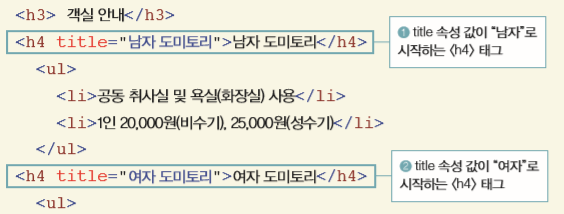 <h3> 객실 안내</h3>
<h4 title="남자 도미토리">남자 도미토리</h4>
❶ title 속성 값이 “남자”로
시작하는 〈h4〉 태그
<ul>
<li>공동 취사실 및 욕실(화장실) 사용</li>
<li>1인 20,000원(비수기), 25,000원(성수기)</li>
</ul>
<h4 title="여자 도미토리">여자 도미토리</h4>
❷ title 속성 값이 “여자”로
시작하는 〈h4〉 태그
<ul>